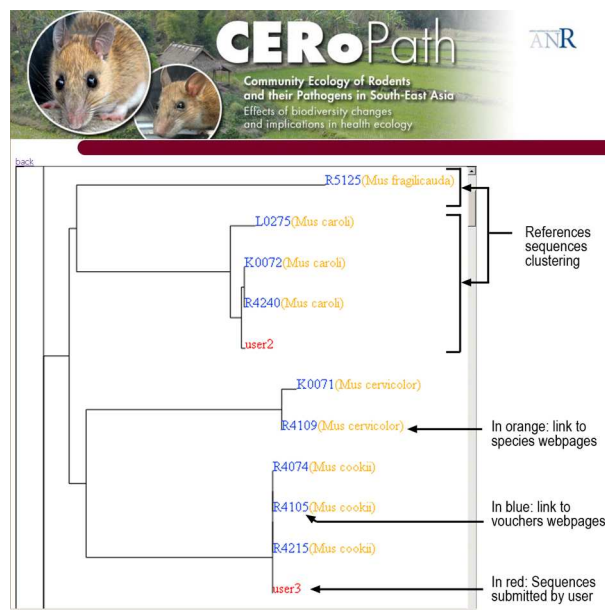 CERoPath
ANR
Community Ecology of Rodents
and their Pathogens in South-East Asia
Effects of biodiversity changes
and implications in health ecology
back
R5125(Mus fragilicauda)
L0275(Mus caroli)
K0072(Mus caroli)
R4240(Mus caroli)
user2
References
sequences
clustering
K0071(Mus cervicolor)
R4109(Mus cervicolor)
In orange: link to
species webpages
R4074(Mus cookii)
R4105(Mus cookii)
In blue: link to
vouchers webpages
R4215(Mus cookii)
user3
In red: Sequences
submitted by user